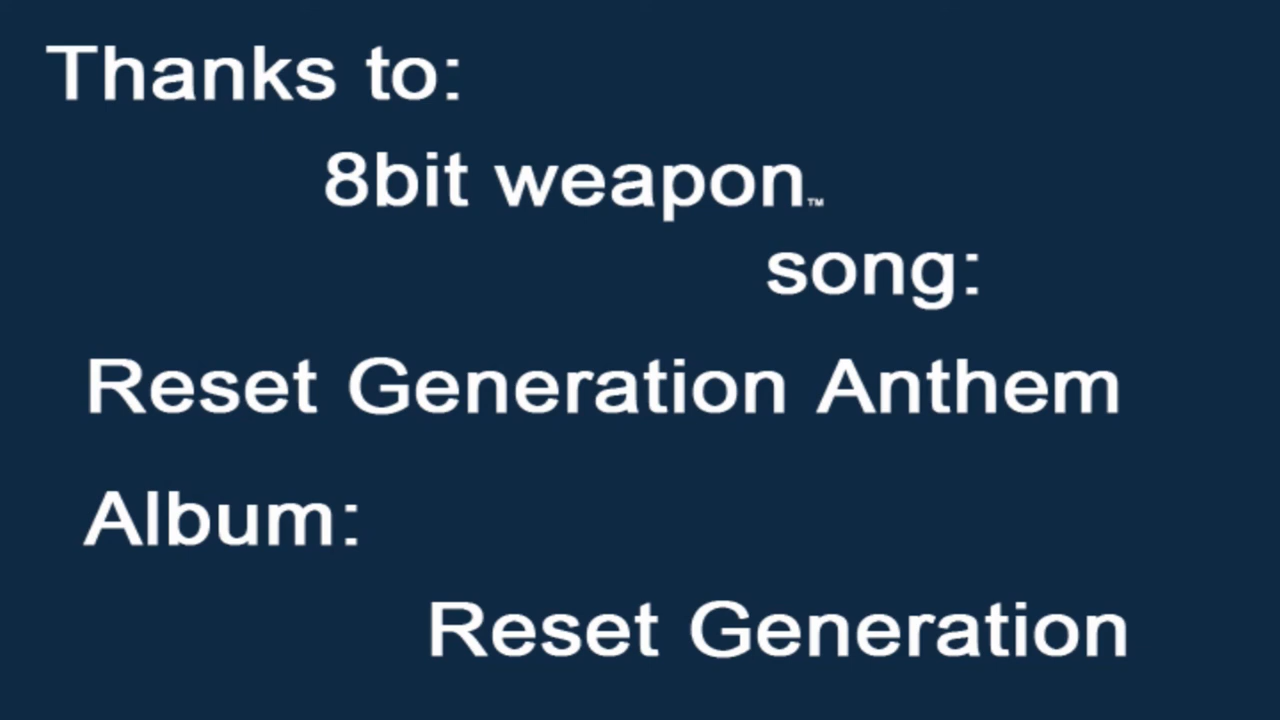 Thanks to:
8bit weapon™
song:
Reset Generation Anthem
Album:
Reset Generation